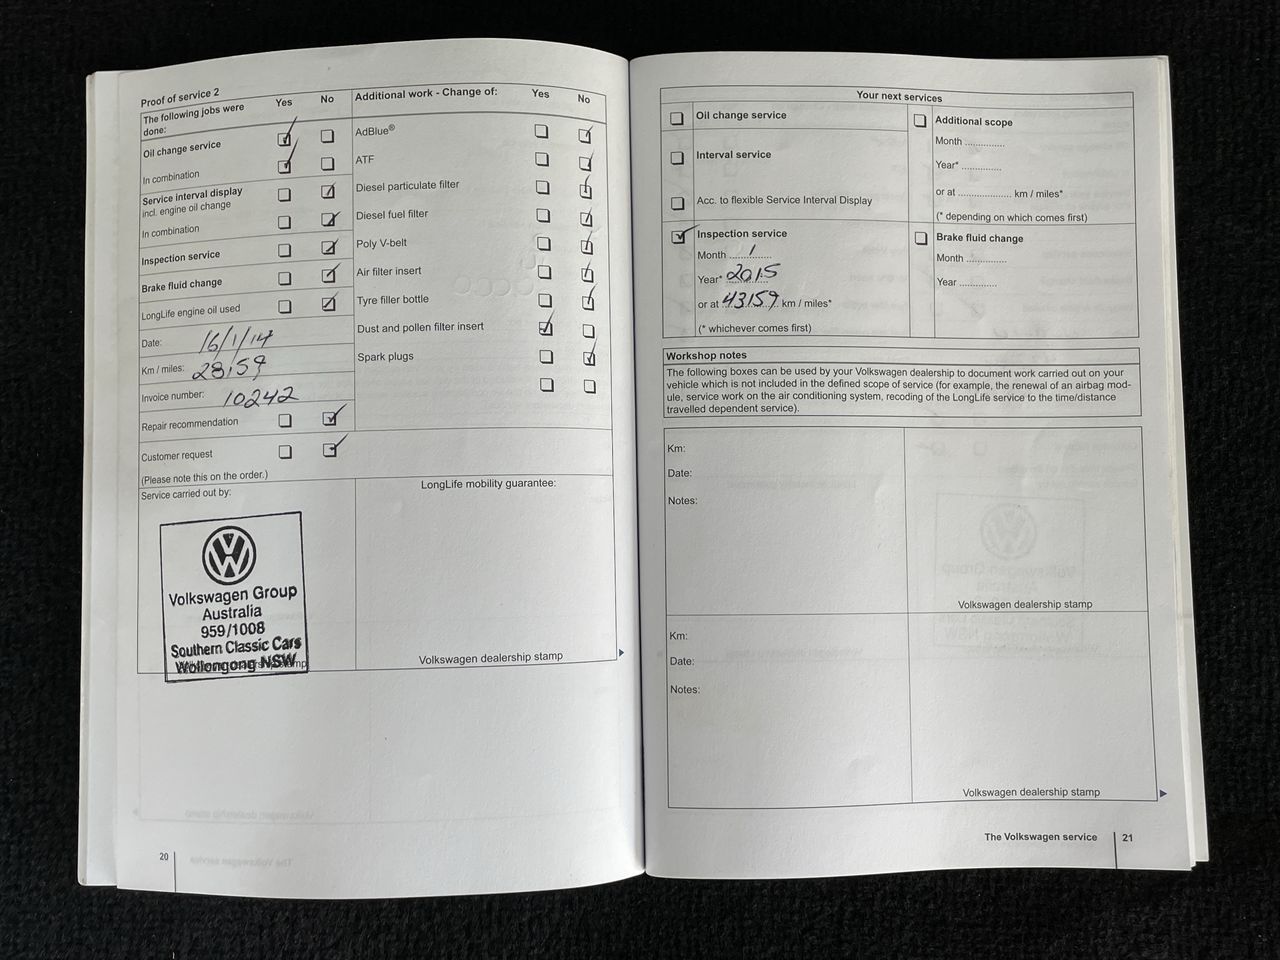 Proof of service 2
The following jobs were done: Yes No
Oil change service
In combination
Service interval display
incl. engine oil change
In combination
Inspection service
Brake fluid change
LongLife engine oil used
Date: 16/1/14
Km / miles: 28159
Invoice number: 10242
Repair recommendation
Customer request
(Please note this on the order.)
Service carried out by:
Volkswagen Group
Australia
959/1008
Southern Classic Cars
Wollongong NSW
Additional work - Change of: Yes No
AdBlue®
ATF
Diesel particulate filter
Diesel fuel filter
Poly V-belt
Air filter insert
Tyre filler bottle
Dust and pollen filter insert
Spark plugs
LongLife mobility guarantee:
Volkswagen dealership stamp
20
Your next services
Oil change service
Interval service
Acc. to flexible Service Interval Display
Inspection service
Month 1
Year* 2015
or at 43159 km / miles*
(* whichever comes first)
Additional scope
Month ..............
Year* ..............
or at ................... km / miles*
(* depending on which comes first)
Brake fluid change
Month ..............
Year .............
Workshop notes
The following boxes can be used by your Volkswagen dealership to document work carried out on your
vehicle which is not included in the defined scope of service (for example, the renewal of an airbag mod-
ule, service work on the air conditioning system, recoding of the LongLife service to the time/distance
travelled dependent service).
Km:
Date:
Notes:
Volkswagen dealership stamp
Km:
Date:
Notes:
Volkswagen dealership stamp
The Volkswagen service 21